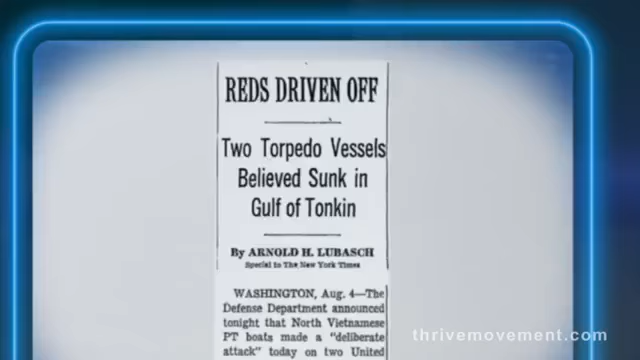 REDS DRIVEN OFF
Two Torpedo Vessels
Believed Sunk in
Gulf of Tonkin
By ARNOLD H. LUBASCH
Special to The New York Times
WASHINGTON, Aug. 4—The
Defense Department announced
tonight that North Vietnamese
PT boats made a "deliberate
attack" today on two United
thrivemovement.com